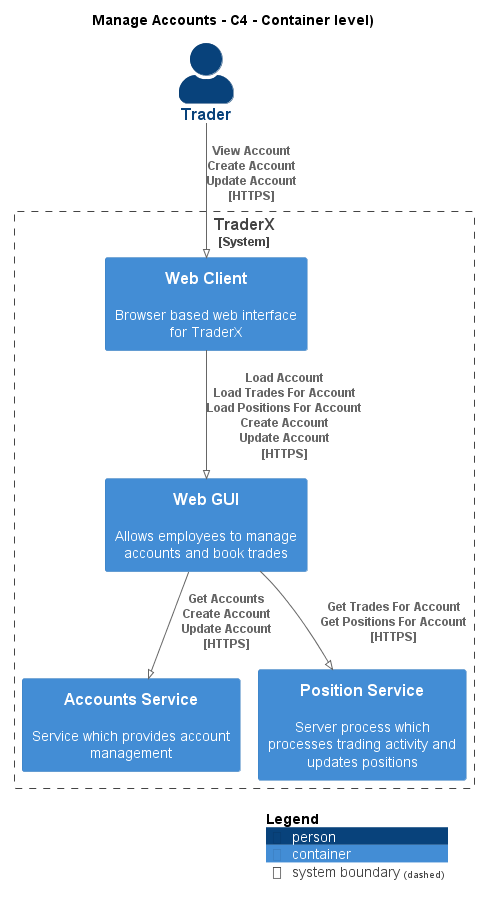 Manage Accounts - C4 - Container level)
Trader
View Account
Create Account
Update Account
[HTTPS]
TraderX
[System]
Web Client
Browser based web interface
for TraderX
Load Account
Load Trades For Account
Load Positions For Account
Create Account
Update Account
[HTTPS]
Web GUI
Allows employees to manage
accounts and book trades
Get Accounts
Create Account
Update Account
[HTTPS]
Get Trades For Account
Get Positions For Account
[HTTPS]
Accounts Service
Service which provides account
management
Position Service
Server process which
processes trading activity and
updates positions
Legend
person
container
system boundary (dashed)